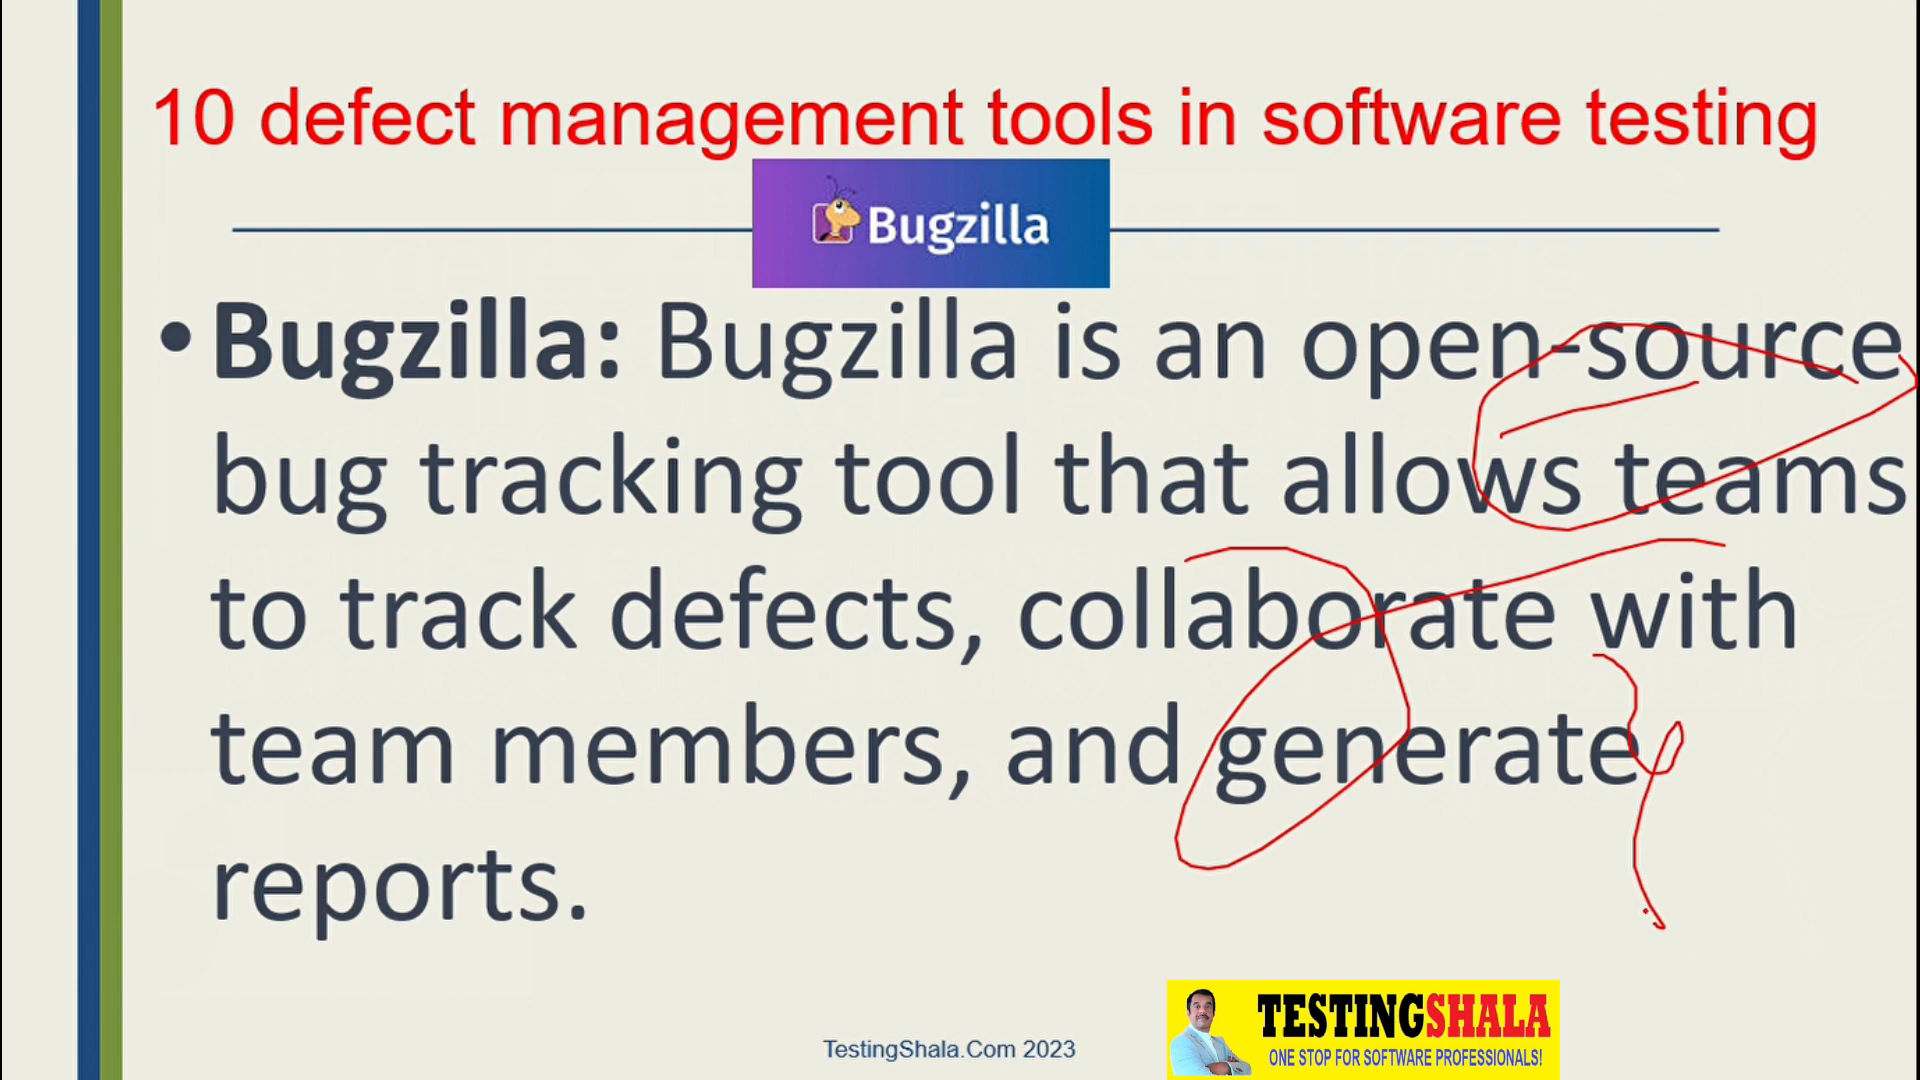 10 defect management tools in software testing
Bugzilla
• Bugzilla: Bugzilla is an open-source
bug tracking tool that allows teams
to track defects, collaborate with
team members, and generate
reports.
TestingShala.Com 2023
TESTINGSHALA
ONE STOP FOR SOFTWARE PROFESSIONALS!